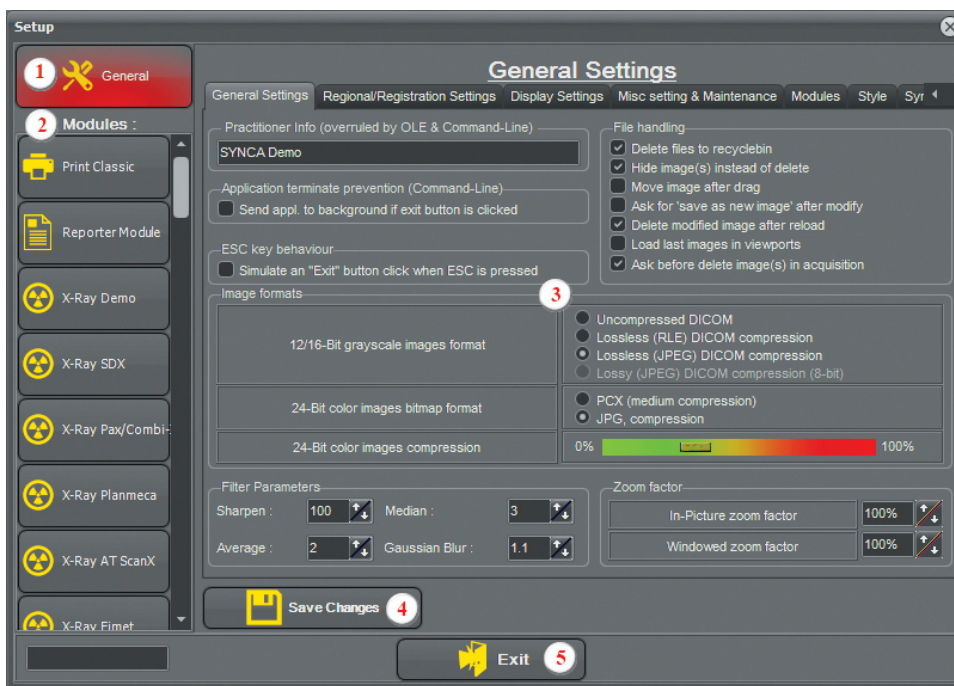 Setup
1 General
2 Modules :
Print Classic
Reporter Module
X-Ray Demo
X-Ray SDX
X-Ray Pax/Combi-
X-Ray Planmeca
X-Ray AT ScanX
X-Ray Fimet
General Settings
General Settings Regional/Registration Settings Display Settings Misc setting & Maintenance Modules Style Syr
Practitioner Info (overruled by OLE & Command-Line)
SYNCA Demo
Application terminate prevention (Command-Line)
Send appl. to background if exit button is clicked
ESC key behaviour
Simulate an "Exit" button click when ESC is pressed
File handling
Delete files to recyclebin
Hide image(s) instead of delete
Move image after drag
Ask for 'save as new image' after modify
Delete modified image after reload
Load last images in viewports
Ask before delete image(s) in acquisition
Image formats
3
12/16-Bit grayscale images format
Uncompressed DICOM
Lossless (RLE) DICOM compression
Lossless (JPEG) DICOM compression
Lossy (JPEG) DICOM compression (8-bit)
24-Bit color images bitmap format
PCX (medium compression)
JPG, compression
24-Bit color images compression
0% 100%
Filter Parameters
Sharpen : 100 Median : 3
Average : 2 Gaussian Blur : 1.1
Zoom factor
In-Picture zoom factor 100%
Windowed zoom factor 100%
Save Changes 4
Exit 5